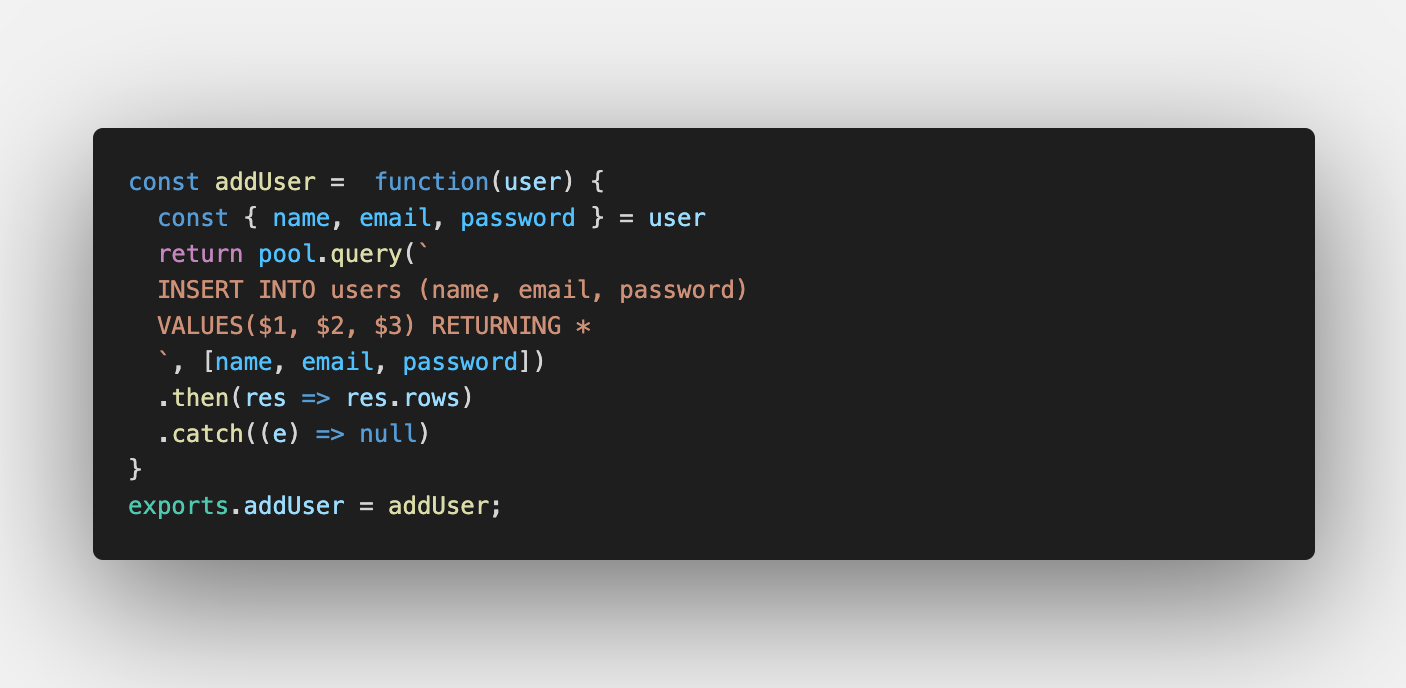 const addUser =  function(user) {
  const { name, email, password } = user
  return pool.query(`
  INSERT INTO users (name, email, password)
  VALUES($1, $2, $3) RETURNING *
  `, [name, email, password])
  .then(res => res.rows)
  .catch((e) => null)
}
exports.addUser = addUser;